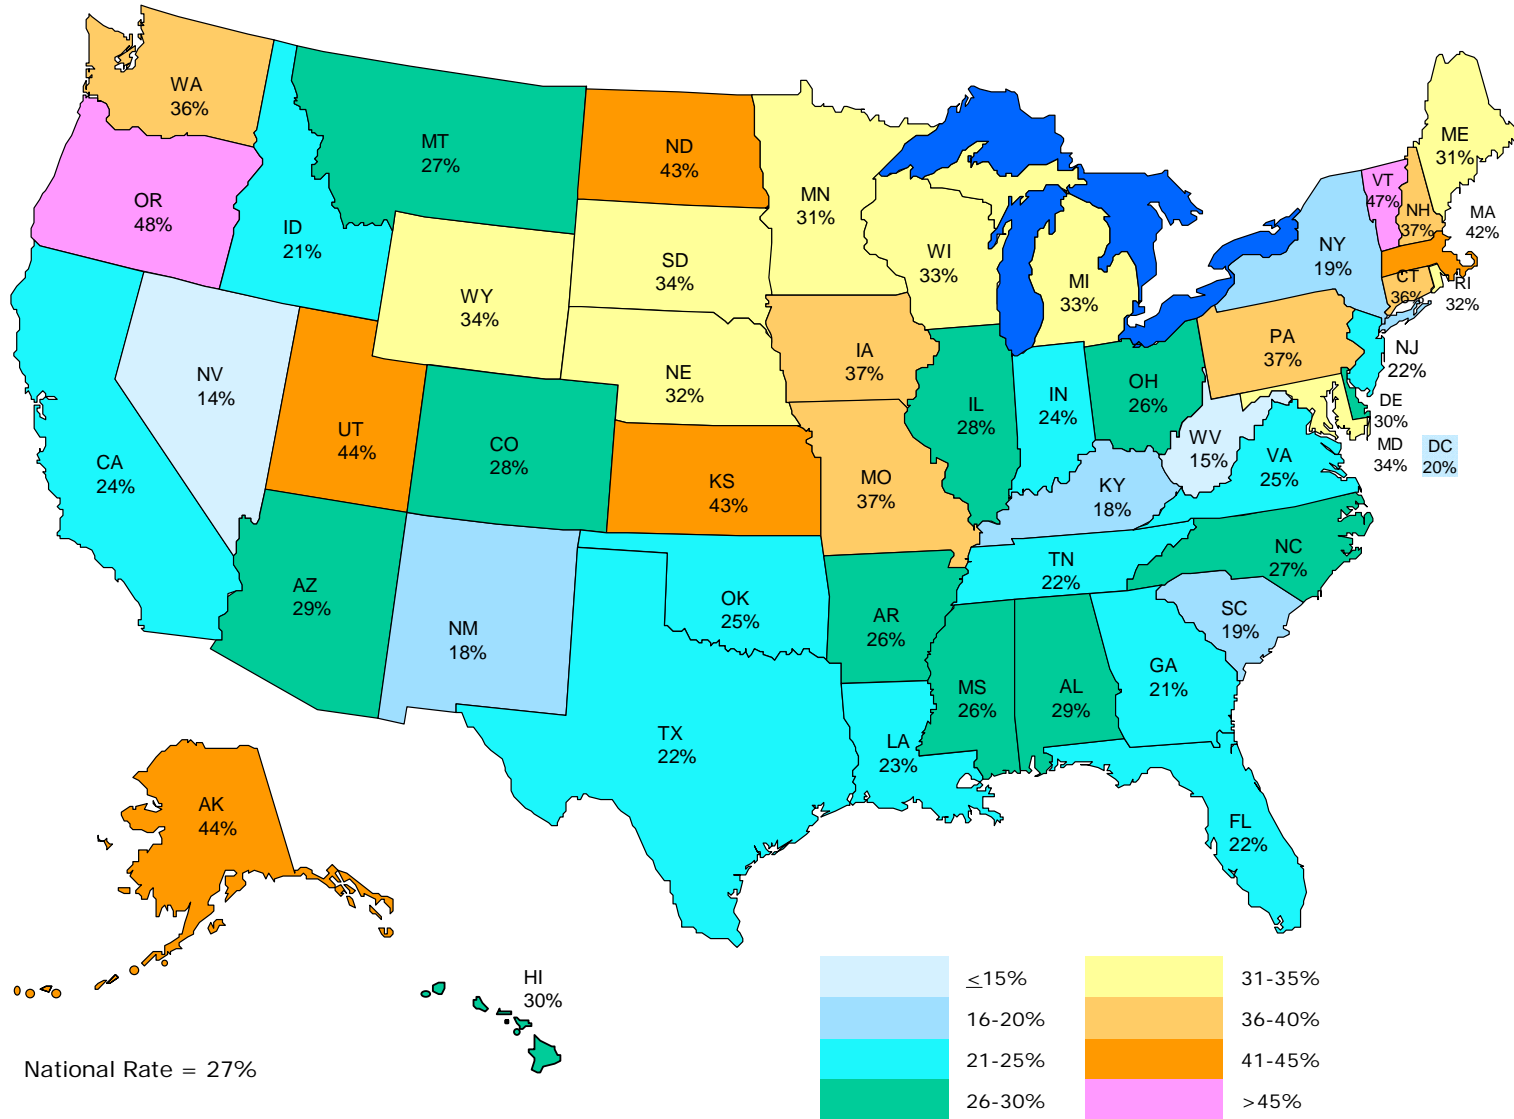 WA
36%
OR
48%
ID
21%
MT
27%
ND
43%
MN
31%
WI
33%
MI
33%
ME
31%
VT
47%
NH
37%
MA
42%
NY
19%
CT
36%
RI
32%
SD
34%
WY
34%
NE
32%
IA
37%
PA
37%
NJ
22%
NV
14%
UT
44%
CO
28%
KS
43%
MO
37%
IL
28%
IN
24%
OH
26%
DE
30%
MD
34%
DC
20%
WV
15%
VA
25%
CA
24%
KY
18%
NC
27%
TN
22%
AZ
29%
NM
18%
OK
25%
AR
26%
SC
19%
MS
26%
AL
29%
GA
21%
TX
22%
LA
23%
FL
22%
AK
44%
HI
30%
National Rate = 27%
≤15%
16-20%
21-25%
26-30%
31-35%
36-40%
41-45%
>45%